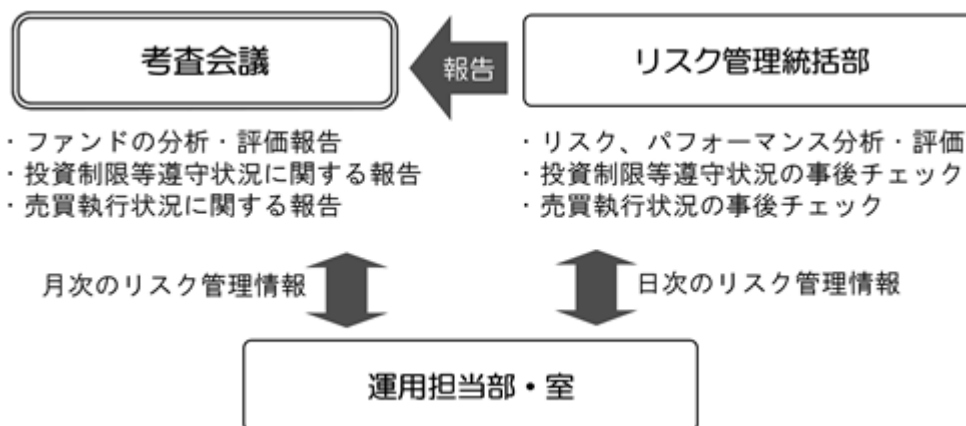 考査会議
報告
リスク管理統括部
・ファンドの分析・評価報告
・投資制限等遵守状況に関する報告
・売買執行状況に関する報告
・リスク、パフォーマンス分析・評価
・投資制限等遵守状況の事後チェック
・売買執行状況の事後チェック
月次のリスク管理情報
日次のリスク管理情報
運用担当部・室